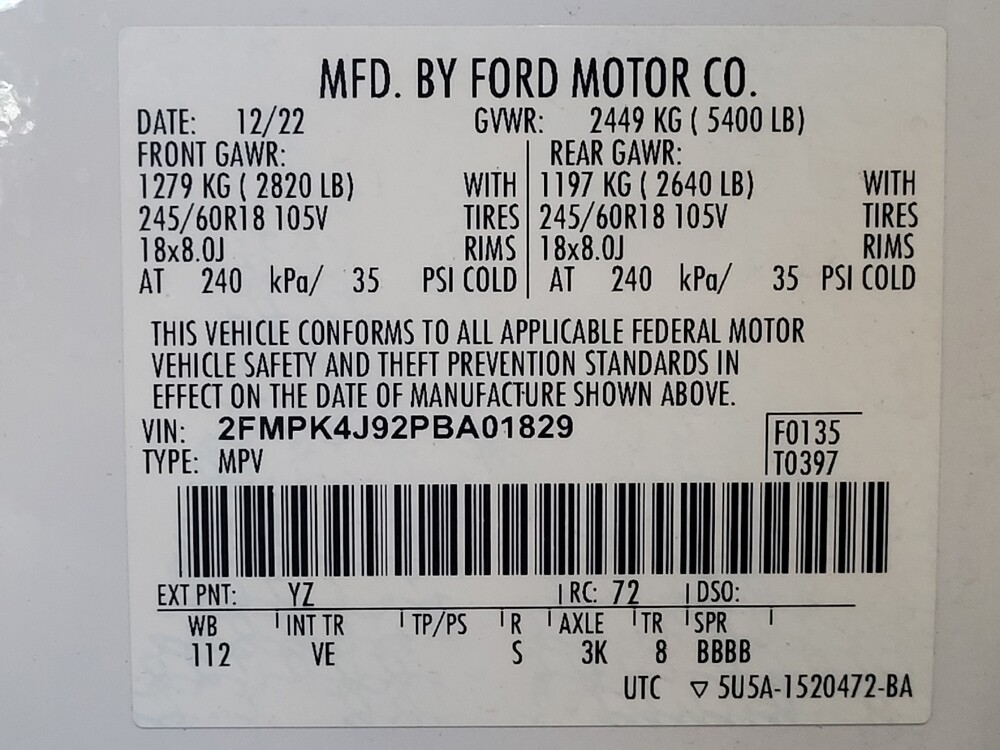 MFD. BY FORD MOTOR CO.
DATE: 12/22 GVWR: 2449 KG ( 5400 LB)
FRONT GAWR: REAR GAWR:
1279 KG ( 2820 LB) WITH 1197 KG ( 2640 LB) WITH
245/60R18 105V TIRES 245/60R18 105V TIRES
18x8.0J RIMS 18x8.0J RIMS
AT 240 kPa/ 35 PSI COLD AT 240 kPa/ 35 PSI COLD
THIS VEHICLE CONFORMS TO ALL APPLICABLE FEDERAL MOTOR
VEHICLE SAFETY AND THEFT PREVENTION STANDARDS IN
EFFECT ON THE DATE OF MANUFACTURE SHOWN ABOVE.
VIN: 2FMPK4J92PBA01829 F0135
TYPE: MPV T0397
EXT PNT: YZ RC: 72 DSO:
WB INT TR TP/PS R AXLE TR SPR
112 VE S 3K 8 BBBB
UTC ▽ 5U5A-1520472-BA